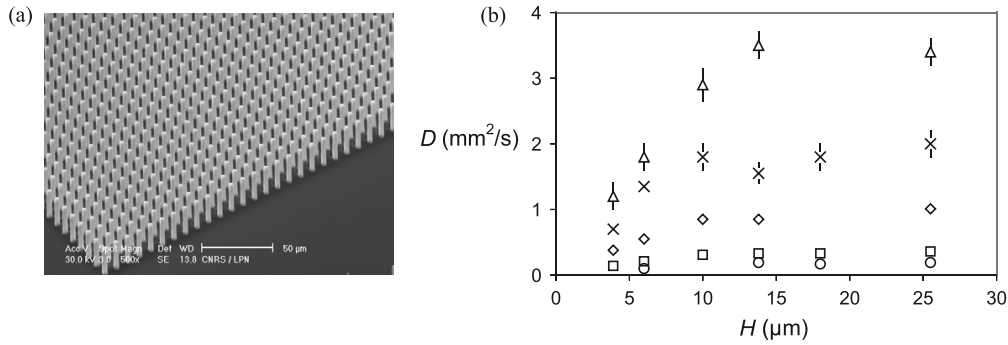 (a)
Acc.V Spot Magn Det WD 50 µm
30.0 kV 3.0 500x SE 13.8 CNRS / LPN
(b)
4
3
D (mm²/s) 2
1
0
0 5 10 15 20 25 30
H (µm)